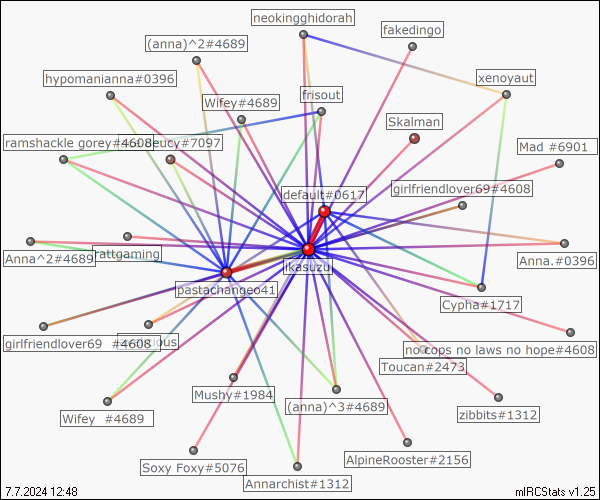 neokingghidorah
fakedingo
(anna)^2#4689
hypomanianna#0396
xenoyaut
frisout
Wifey#4689
Skalman
ramshackle gorey#4608
eucy#7097
Mad #6901
default#0617
girlfriendlover69#4608
Anna^2#4689
rattgaming
Anna.#0396
ikasuzu
pastachangeo41
Cypha#1717
girlfriendlover69 #4608
no cops no laws no hope#4608
Toucan#2473
Mushy#1984
(anna)^3#4689
Wifey #4689
zibbits#1312
Soxy Foxy#5076
AlpineRooster#2156
Annarchist#1312
7.7.2024 12:48
mIRCStats v1.25